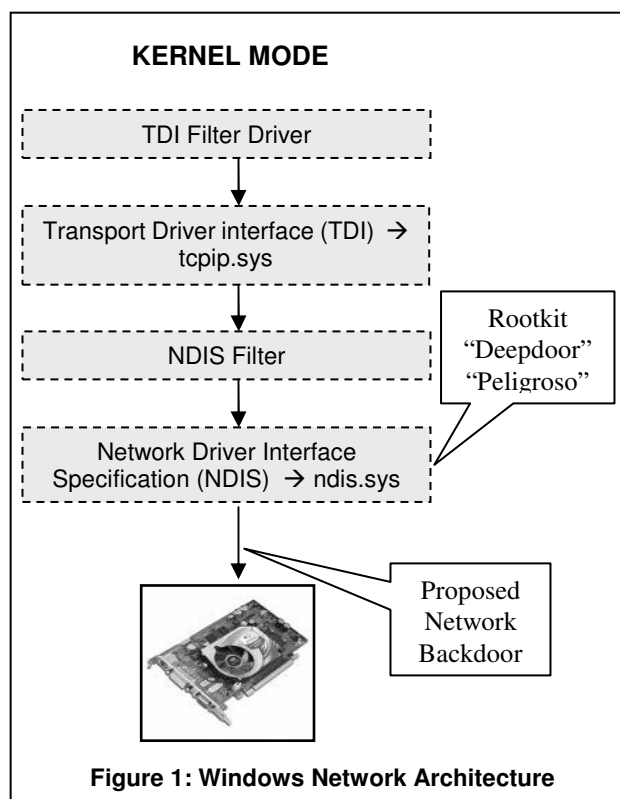 KERNEL MODE
TDI Filter Driver
Transport Driver interface (TDI) →
tcpip.sys
NDIS Filter
Rootkit
“Deepdoor”
“Peligroso”
Network Driver Interface
Specification (NDIS) → ndis.sys
Proposed
Network
Backdoor
Figure 1: Windows Network Architecture